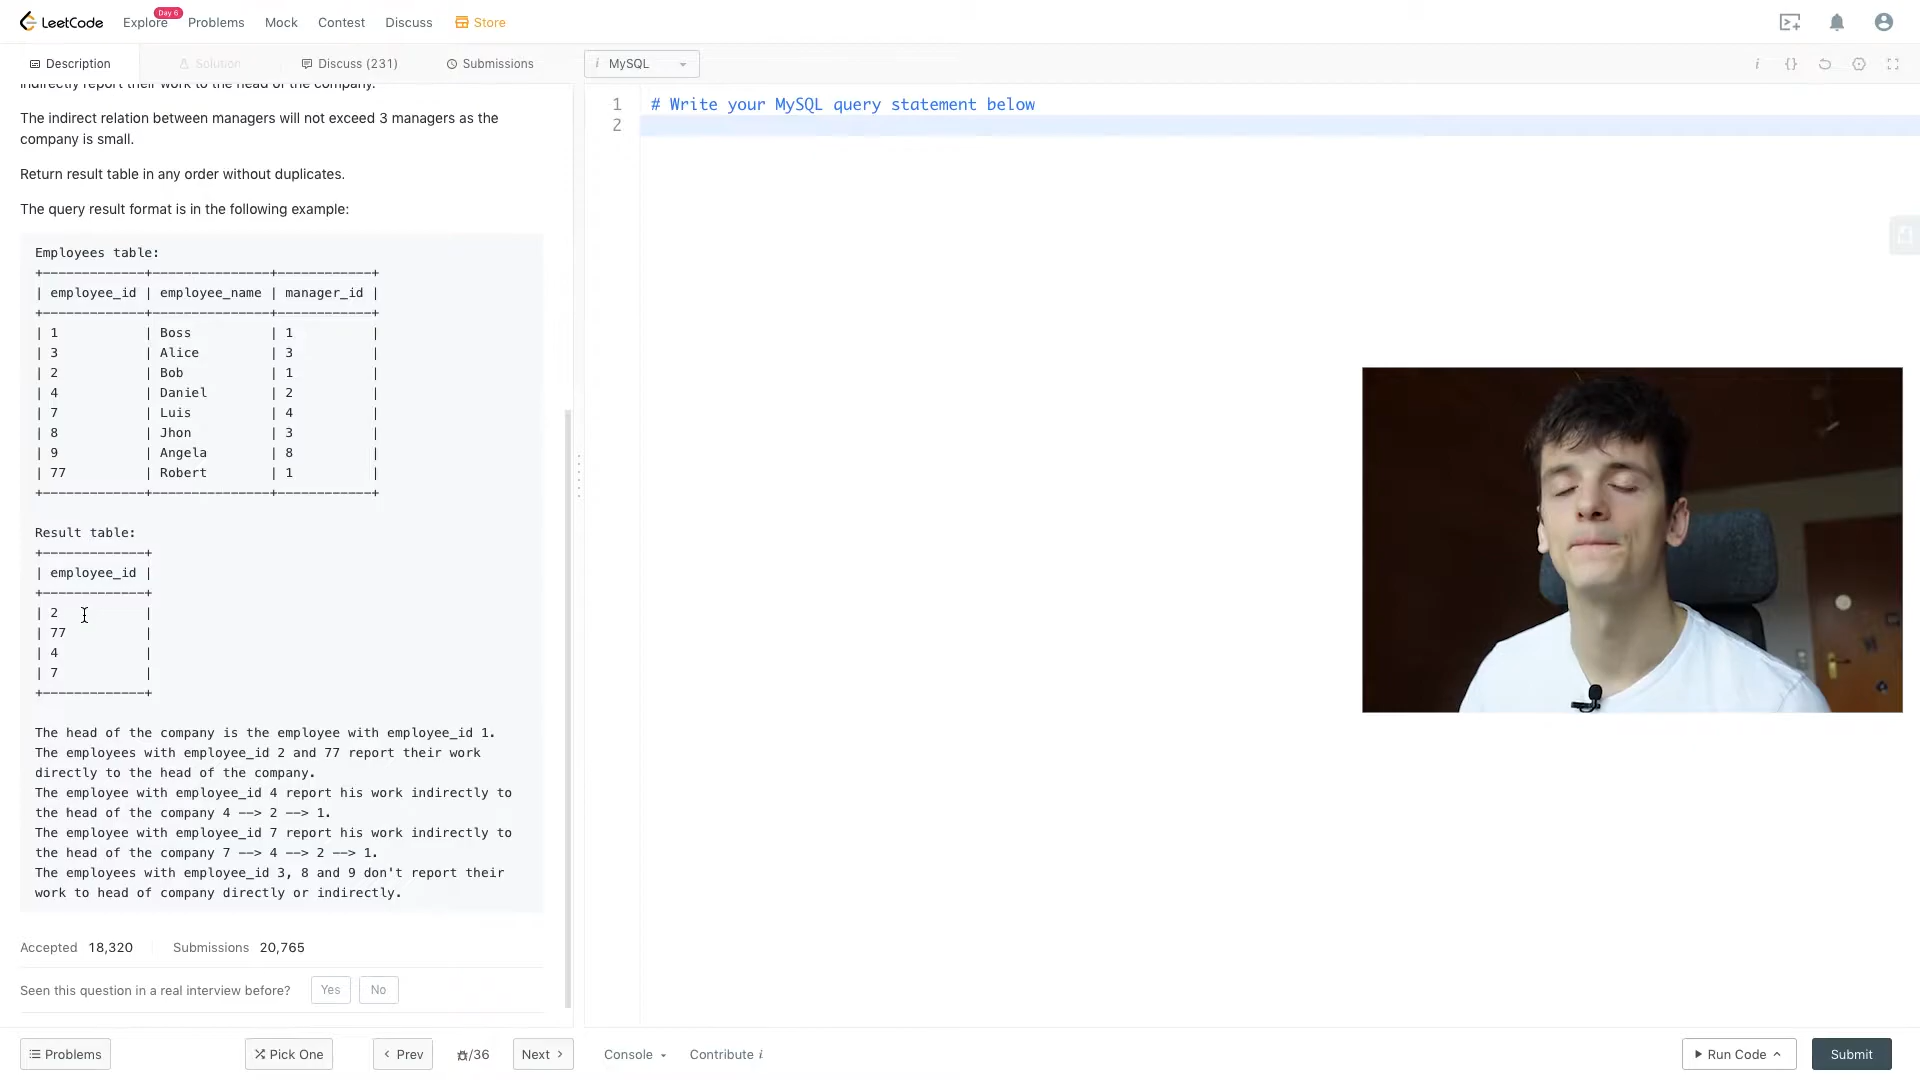 LeetCode Explore Day 6 Problems Mock Contest Discuss Store
Description Solution Discuss (231) Submissions i MySQL
indirectly report their work to the head of the company.
The indirect relation between managers will not exceed 3 managers as the
company is small.
Return result table in any order without duplicates.
The query result format is in the following example:
Employees table:
+-------------+---------------+------------+
| employee_id | employee_name | manager_id |
+-------------+---------------+------------+
| 1 | Boss | 1 |
| 3 | Alice | 3 |
| 2 | Bob | 1 |
| 4 | Daniel | 2 |
| 7 | Luis | 4 |
| 8 | Jhon | 3 |
| 9 | Angela | 8 |
| 77 | Robert | 1 |
+-------------+---------------+------------+
Result table:
+-------------+
| employee_id |
+-------------+
| 2 |
| 77 |
| 4 |
| 7 |
+-------------+
The head of the company is the employee with employee_id 1.
The employees with employee_id 2 and 77 report their work
directly to the head of the company.
The employee with employee_id 4 report his work indirectly to
the head of the company 4 --> 2 --> 1.
The employee with employee_id 7 report his work indirectly to
the head of the company 7 --> 4 --> 2 --> 1.
The employees with employee_id 3, 8 and 9 don't report their
work to head of company directly or indirectly.
Accepted 18,320 Submissions 20,765
Seen this question in a real interview before? Yes No
Problems Pick One < Prev /36 Next > Console Contribute i Run Code Submit
1 # Write your MySQL query statement below
2